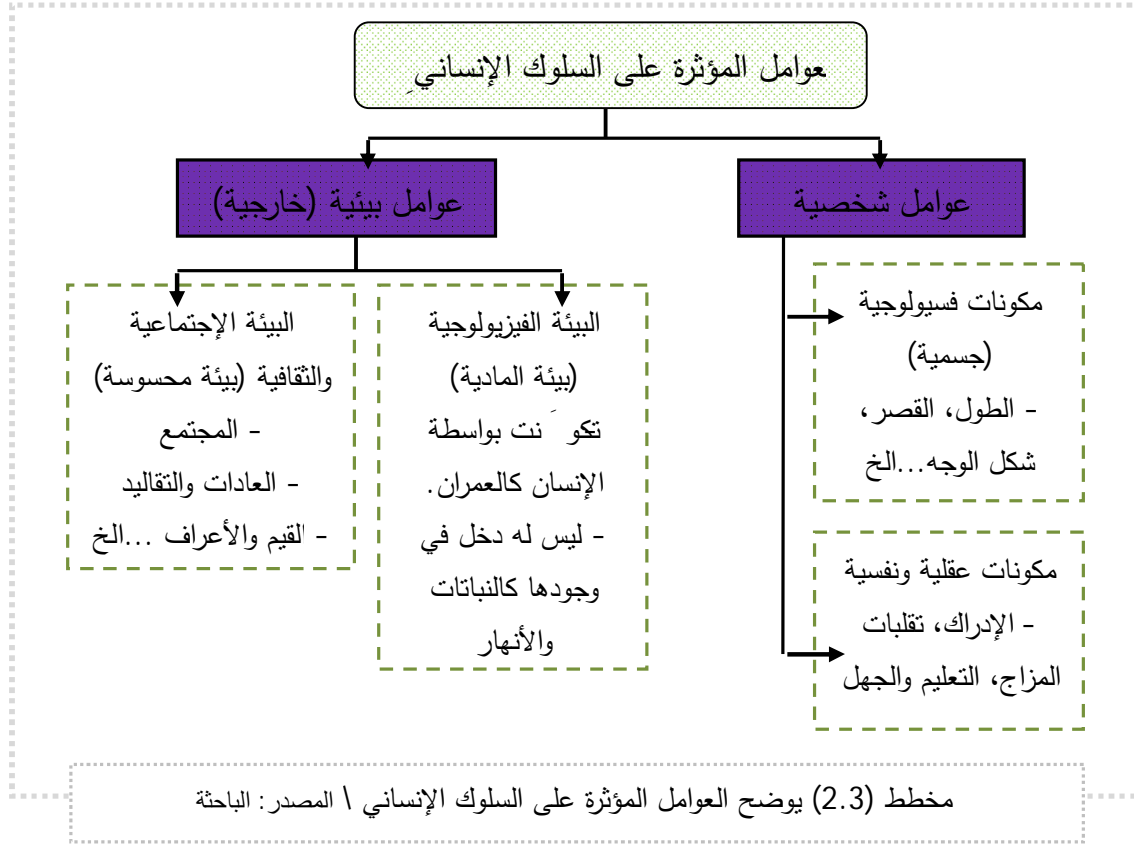 عوامل المؤثرة على السلوك الإنساني
عوامل شخصية
عوامل بيئية (خارجية)
مكونات فسيولوجية
(جسمية)
- الطول، القصر،
شكل الوجه...الخ
مكونات عقلية ونفسية
- الإدراك، تقلبات
المزاج، التعليم والجهل
البيئة الفيزيولوجية
(بيئة المادية)
تكو َنت بواسطة
الإنسان كالعمران.
- ليس له دخل في
وجودها كالنباتات
والأنهار
البيئة الإجتماعية
والثقافية (بيئة محسوسة)
- المجتمع
- العادات والتقاليد
- القيم والأعراف ...الخ
مخطط (2.3) يوضح العوامل المؤثرة على السلوك الإنساني \ المصدر: الباحثة